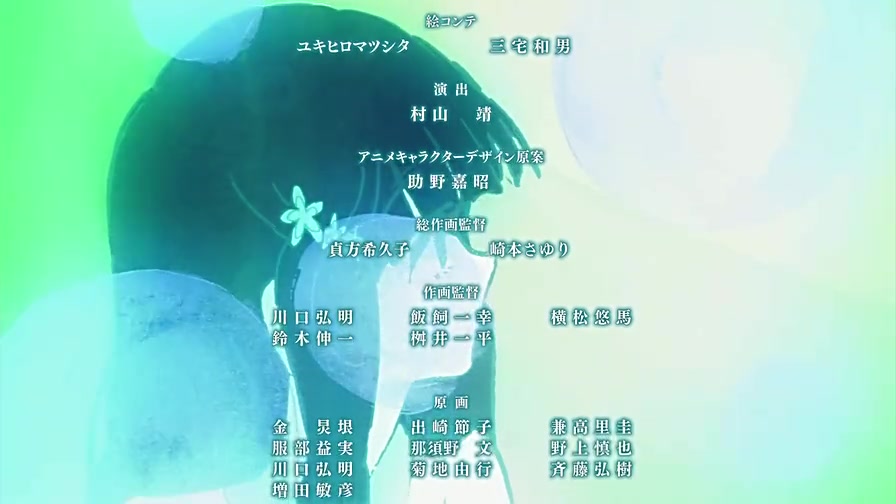 絵コンテ
ユキヒロマツシタ 三宅和男
演出
村山 靖
アニメキャラクターデザイン原案
助野嘉昭
総作画監督
貞方希久子 崎本さゆり
作画監督
川口弘明 飯飼一幸 横松悠馬
鈴木伸一 桝井一平
原画
金 炅垠 出崎節子 兼高里圭
服部益実 那須野 文 野上慎也
川口弘明 菊地由行 斉藤弘樹
増田敏彦